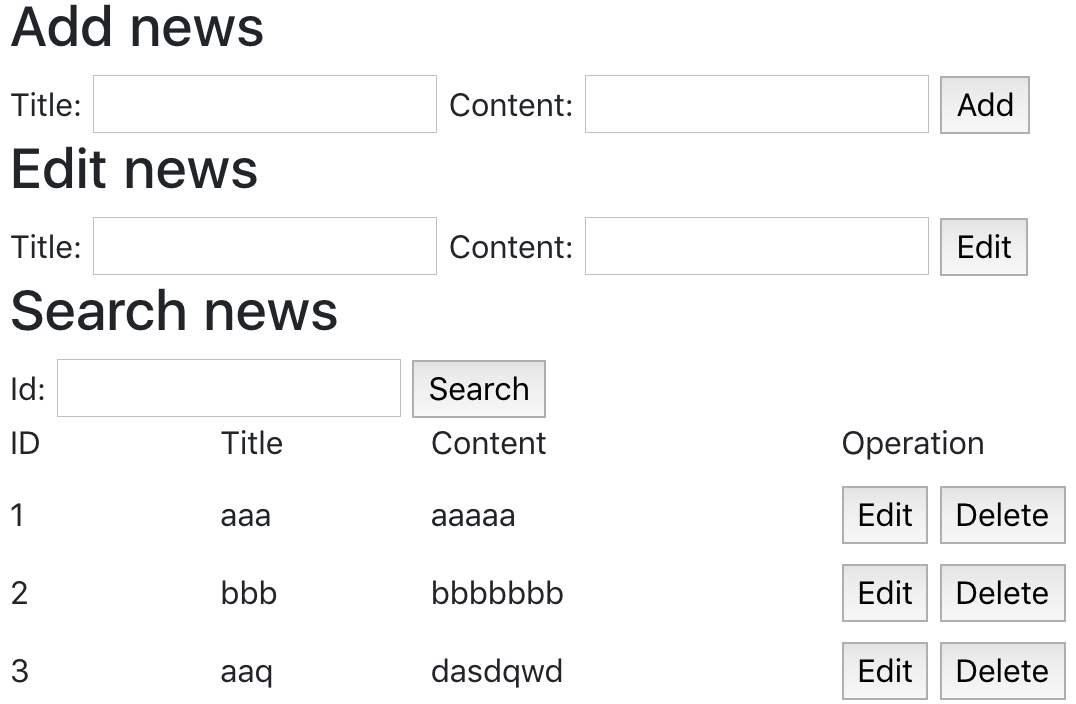 Add news
Title: Content: Add
Edit news
Title: Content: Edit
Search news
Id: Search
ID Title Content Operation
1 aaa aaaaa Edit Delete
2 bbb bbbbbbb Edit Delete
3 aaq dasdqwd Edit Delete